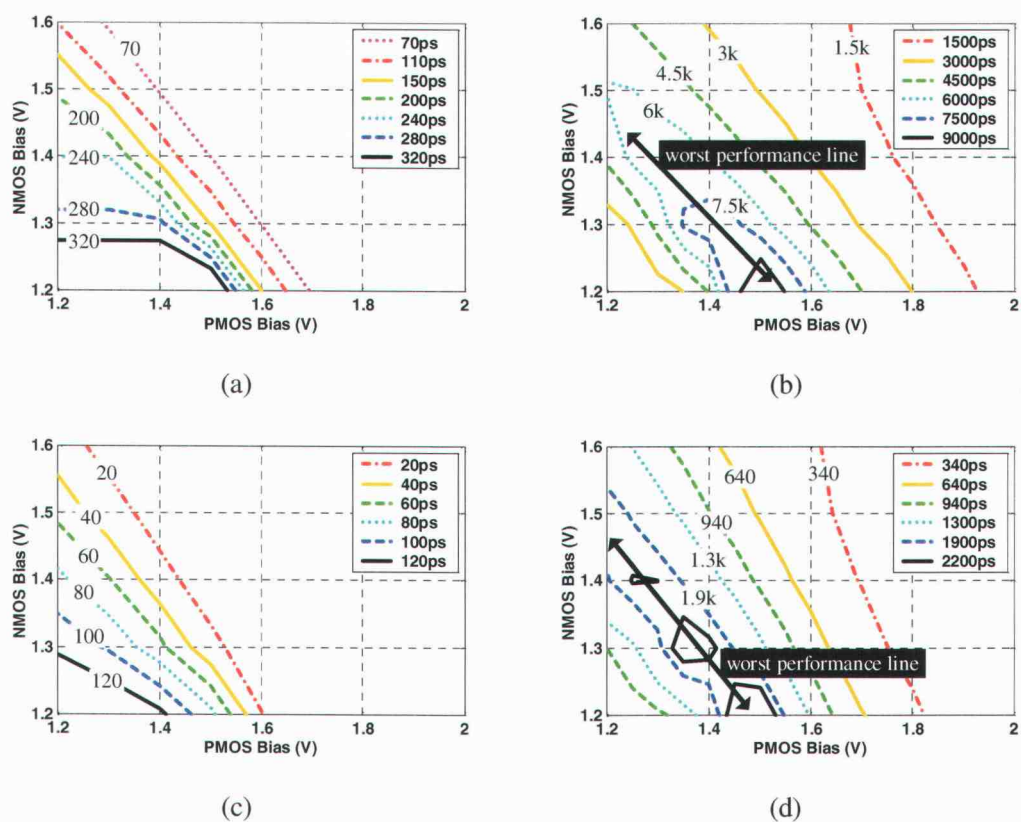 1.6
1.5
1.4
1.3
1.2
NMOS Bias (V)
1.2
1.4
1.6
1.8
2
PMOS Bias (V)
70
200
240
280
320
70ps
110ps
150ps
200ps
240ps
280ps
320ps
(a)
1.6
1.5
1.4
1.3
1.2
NMOS Bias (V)
1.2
1.4
1.6
1.8
2
PMOS Bias (V)
3k
1.5k
4.5k
6k
worst performance line
7.5k
1500ps
3000ps
4500ps
6000ps
7500ps
9000ps
(b)
1.6
1.5
1.4
1.3
1.2
NMOS Bias (V)
1.2
1.4
1.6
1.8
2
PMOS Bias (V)
20
40
60
80
100
120
20ps
40ps
60ps
80ps
100ps
120ps
(c)
1.6
1.5
1.4
1.3
1.2
NMOS Bias (V)
1.2
1.4
1.6
1.8
2
PMOS Bias (V)
640
340
940
1.3k
1.9k
worst performance line
340ps
640ps
940ps
1300ps
1900ps
2200ps
(d)